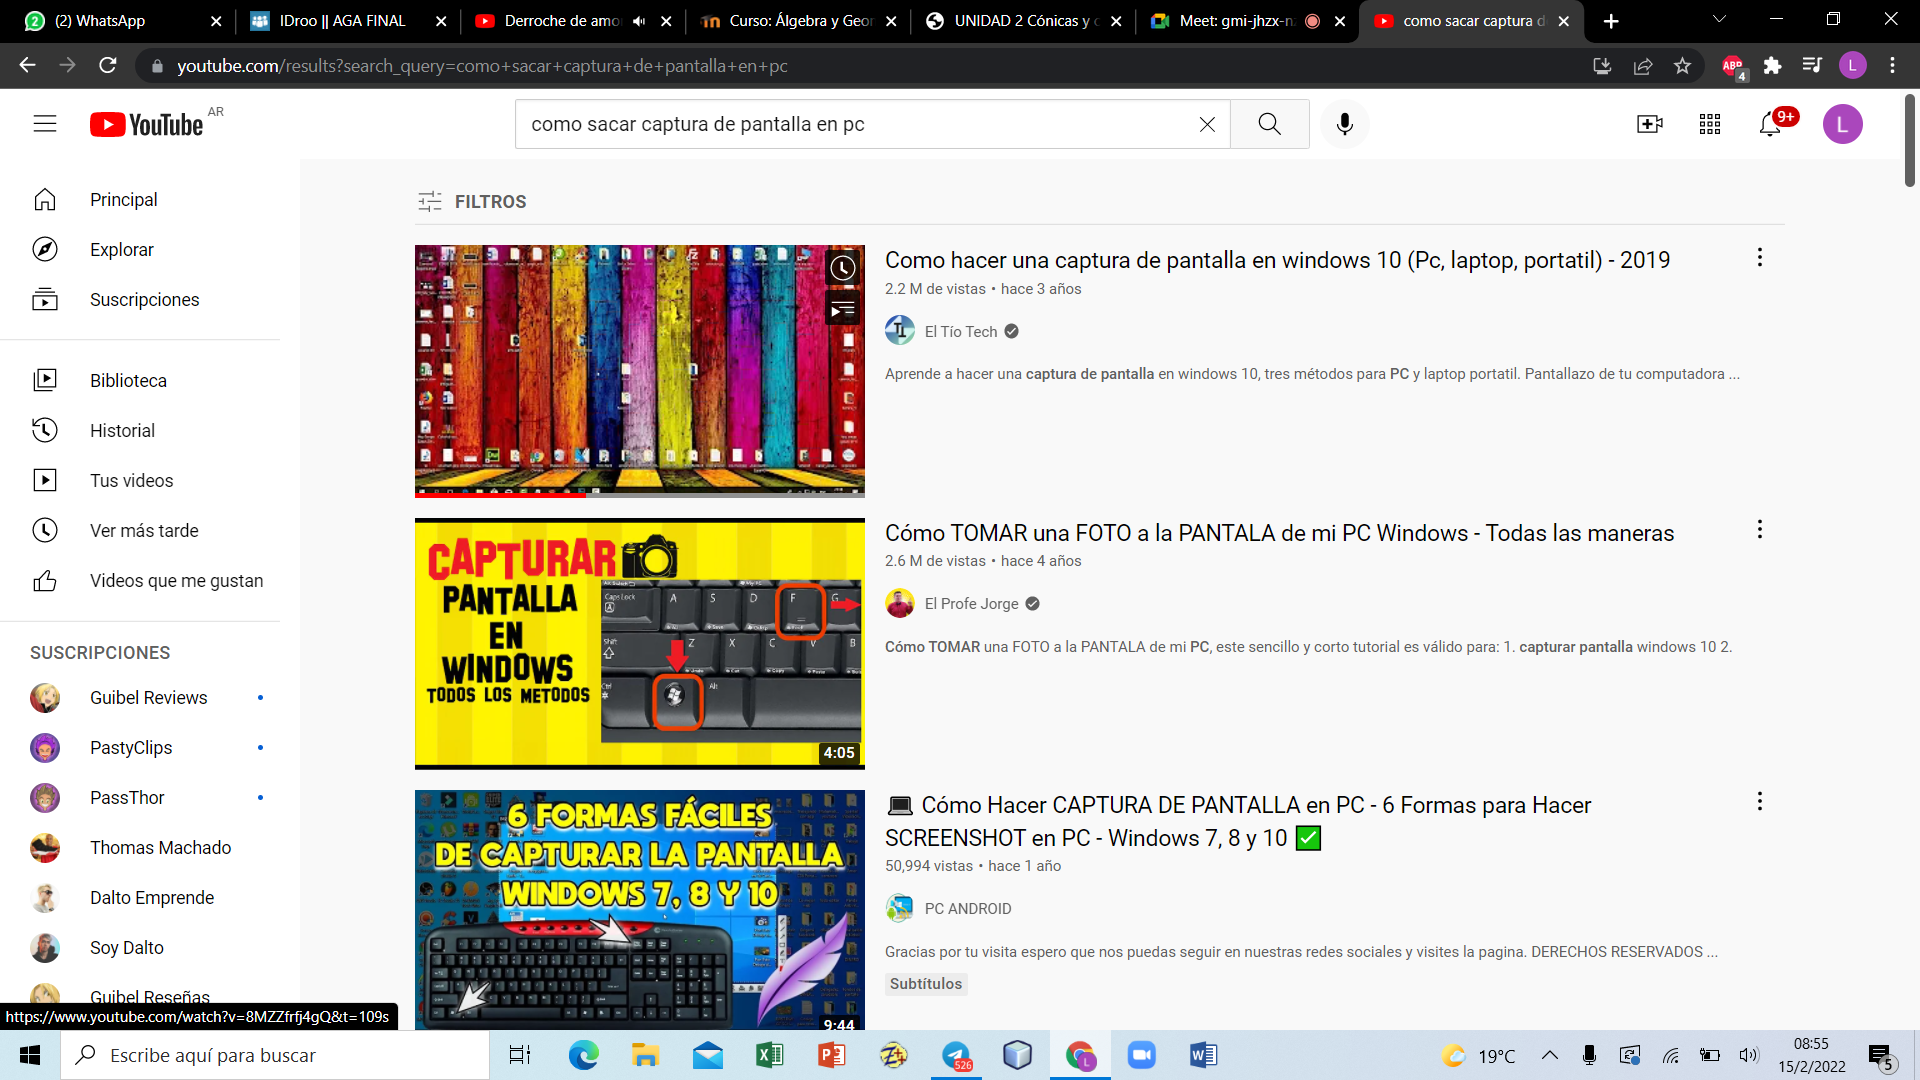 (2) WhatsApp
IDroo || AGA FINAL
Derroche de amo
Curso: Álgebra y Geor
UNIDAD 2 Cónicas y c
Meet: gmi-jhzx-n
como sacar captura d
youtube.com/results?search_query=como+sacar+captura+de+pantalla+en+pc
ABP
4
L
YouTube AR
como sacar captura de pantalla en pc
9+
L
Principal
Explorar
Suscripciones
Biblioteca
Historial
Tus videos
Ver más tarde
Videos que me gustan
SUSCRIPCIONES
Guibel Reviews
PastyClips
PassThor
Thomas Machado
Dalto Emprende
Soy Dalto
Guibel Reseñas
https://www.youtube.com/watch?v=8MZZfrfj4gQ&t=109s
FILTROS
Como hacer una captura de pantalla en windows 10 (Pc, laptop, portatil) - 2019
2.2 M de vistas • hace 3 años
El Tío Tech
Aprende a hacer una captura de pantalla en windows 10, tres métodos para PC y laptop portatil. Pantallazo de tu computadora ...
CAPTURAR
PANTALLA
EN
WINDOWS
TODOS LOS METODOS
Caps Lock
A
S
D
F
G
Shift
Z
X
C
V
B
Ctrl
Alt
4:05
Cómo TOMAR una FOTO a la PANTALA de mi PC Windows - Todas las maneras
2.6 M de vistas • hace 4 años
El Profe Jorge
Cómo TOMAR una FOTO a la PANTALA de mi PC, este sencillo y corto tutorial es válido para: 1. capturar pantalla windows 10 2.
6 FORMAS FÁCILES
DE CAPTURAR LA PANTALLA
WINDOWS 7, 8 Y 10
9:44
Cómo Hacer CAPTURA DE PANTALLA en PC - 6 Formas para Hacer
SCREENSHOT en PC - Windows 7, 8 y 10
50,994 vistas • hace 1 año
PC ANDROID
Gracias por tu visita espero que nos puedas seguir en nuestras redes sociales y visites la pagina. DERECHOS RESERVADOS ...
Subtítulos
Escribe aquí para buscar
526
L
19°C
08:55
15/2/2022
5